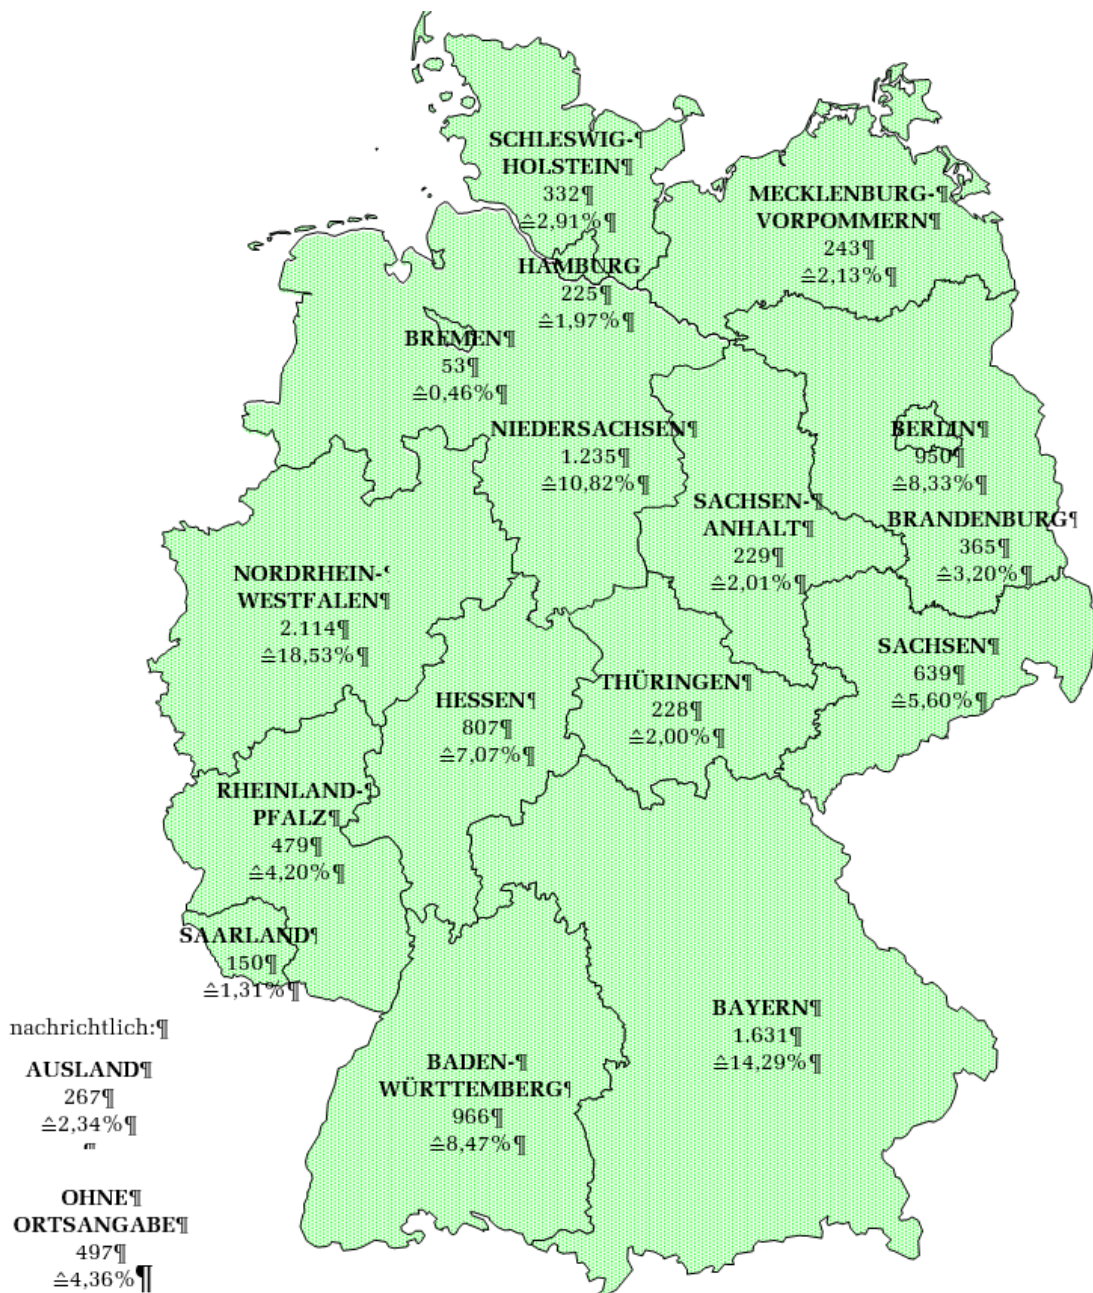 SCHLESWIG-¶
HOLSTEIN¶
332¶
≙2,91%¶
MECKLENBURG-¶
VORPOMMERN¶
243¶
≙2,13%¶
HAMBURG
225¶
≙1,97%¶
BREMEN¶
53¶
≙0,46%¶
NIEDERSACHSEN¶
1.235¶
≙10,82%¶
BERLIN¶
950¶
≙8,33%¶
SACHSEN-¶
ANHALT¶
229¶
≙2,01%¶
BRANDENBURG¶
365¶
≙3,20%¶
NORDRHEIN-¶
WESTFALEN¶
2.114¶
≙18,53%¶
SACHSEN¶
639¶
≙5,60%¶
HESSEN¶
807¶
≙7,07%¶
THÜRINGEN¶
228¶
≙2,00%¶
RHEINLAND-¶
PFALZ¶
479¶
≙4,20%¶
SAARLAND¶
150¶
≙1,31%¶
BAYERN¶
1.631¶
≙14,29%¶
BADEN-¶
WÜRTTEMBERG¶
966¶
≙8,47%¶
nachrichtlich:¶
AUSLAND¶
267¶
≙2,34%¶
¶
OHNE¶
ORTSANGABE¶
497¶
≙4,36%¶